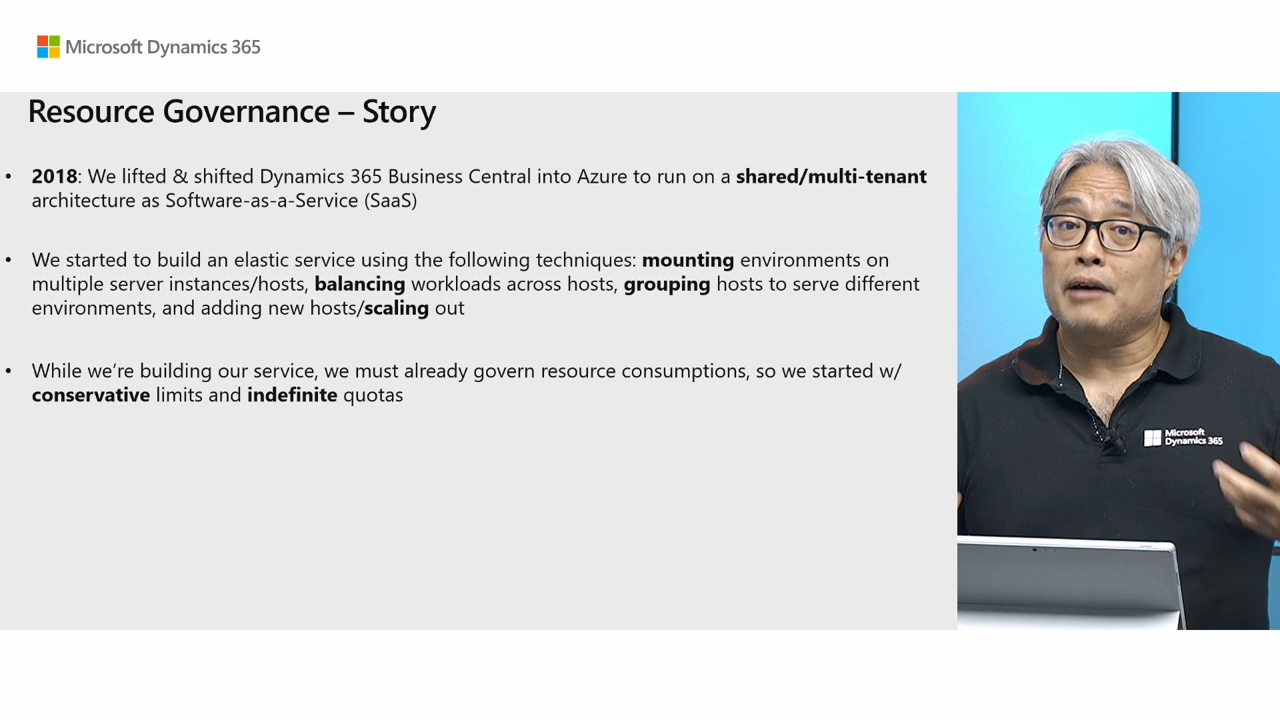 Microsoft Dynamics 365
Resource Governance – Story
• 2018: We lifted & shifted Dynamics 365 Business Central into Azure to run on a shared/multi-tenant
architecture as Software-as-a-Service (SaaS)
• We started to build an elastic service using the following techniques: mounting environments on
multiple server instances/hosts, balancing workloads across hosts, grouping hosts to serve different
environments, and adding new hosts/scaling out
• While we're building our service, we must already govern resource consumptions, so we started w/
conservative limits and indefinite quotas
Microsoft
Dynamics 365